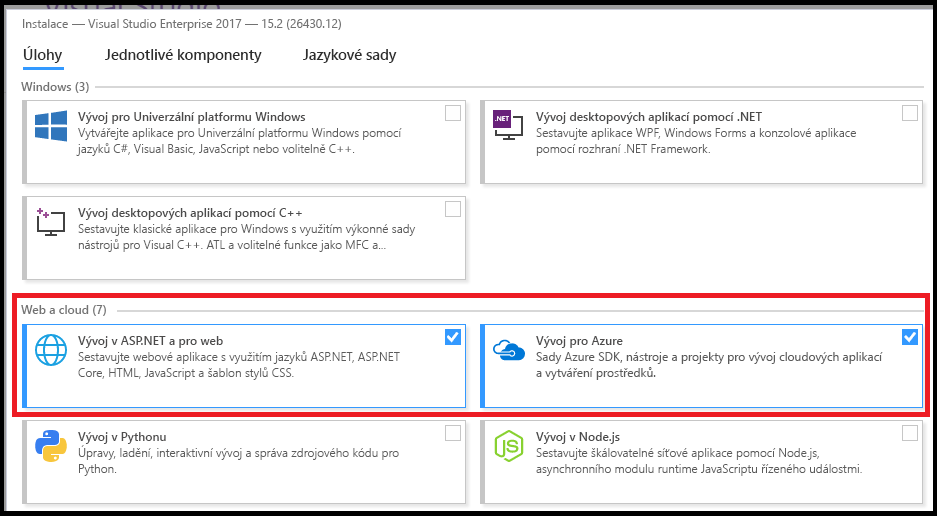 Instalace — Visual Studio Enterprise 2017 — 15.2 (26430.12)
Úlohy Jednotlivé komponenty Jazykové sady
Windows (3)
Vývoj pro Univerzální platformu Windows
Vytvářejte aplikace pro Univerzální platformu Windows pomocí
jazyků C#, Visual Basic, JavaScript nebo volitelně C++.
.NET
Vývoj desktopových aplikací pomocí .NET
Sestavujte aplikace WPF, Windows Forms a konzolové aplikace
pomocí rozhraní .NET Framework.
Vývoj desktopových aplikací pomocí C++
Sestavujte klasické aplikace pro Windows s využitím výkonné sady
nástrojů pro Visual C++. ATL a volitelné funkce jako MFC a...
Web a cloud (7)
Vývoj v ASP.NET a pro web
Sestavujte webové aplikace s využitím jazyků ASP.NET, ASP.NET
Core, HTML, JavaScript a šablon stylů CSS.
Vývoj pro Azure
Sady Azure SDK, nástroje a projekty pro vývoj cloudových aplikací
a vytváření prostředků.
Vývoj v Pythonu
Úpravy, ladění, interaktivní vývoj a správa zdrojového kódu pro
Python.
JS
Vývoj v Node.js
Sestavujte škálovatelné síťové aplikace pomocí Node.js,
asynchronního modulu runtime JavaScriptu řízeného událostmi.